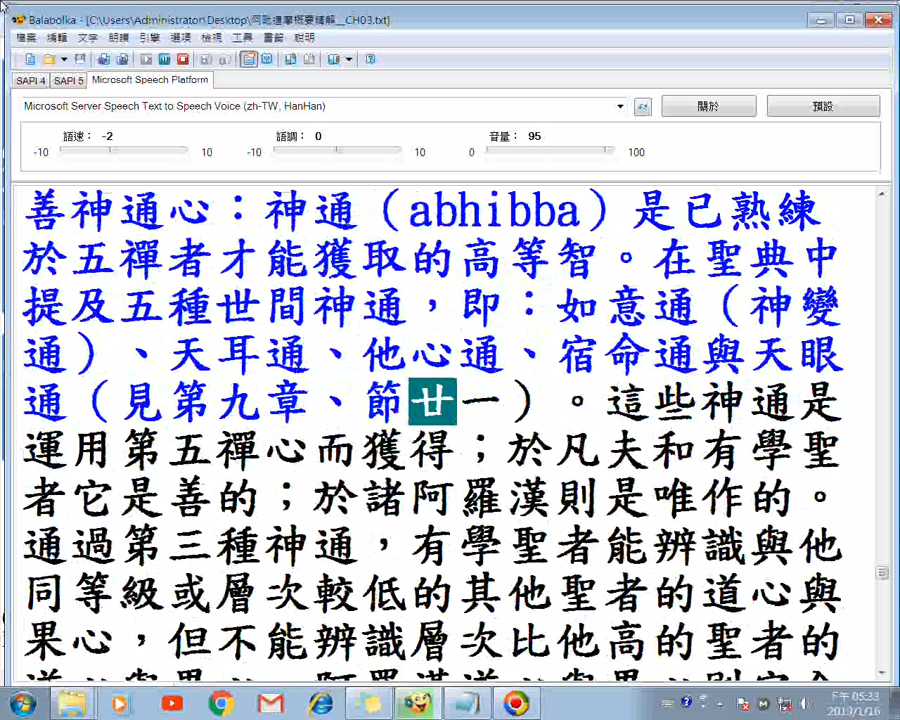 Balabolka - [C:\Users\Administrator\Desktop\阿毗達摩概要精解__CH03.txt]
檔案 編輯 文字 朗讀 引擎 選項 檢視 工具 書籤 說明
SAPI 4 SAPI 5 Microsoft Speech Platform
Microsoft Server Speech Text to Speech Voice (zh-TW, HanHan) 關於 預設
語速： -2 語調： 0 音量： 95
-10 10 -10 10 0 100
善神通心：神通（abhibba）是已熟練
於五禪者才能獲取的高等智。在聖典中
提及五種世間神通，即：如意通（神變
通）、天耳通、他心通、宿命通與天眼
通（見第九章、節廿一）。這些神通是
運用第五禪心而獲得；於凡夫和有學聖
者它是善的；於諸阿羅漢則是唯作的。
通過第三種神通，有學聖者能辨識與他
同等級或層次較低的其他聖者的道心與
果心，但不能辨識層次比他高的聖者的
下午 05:33
2019/1/16